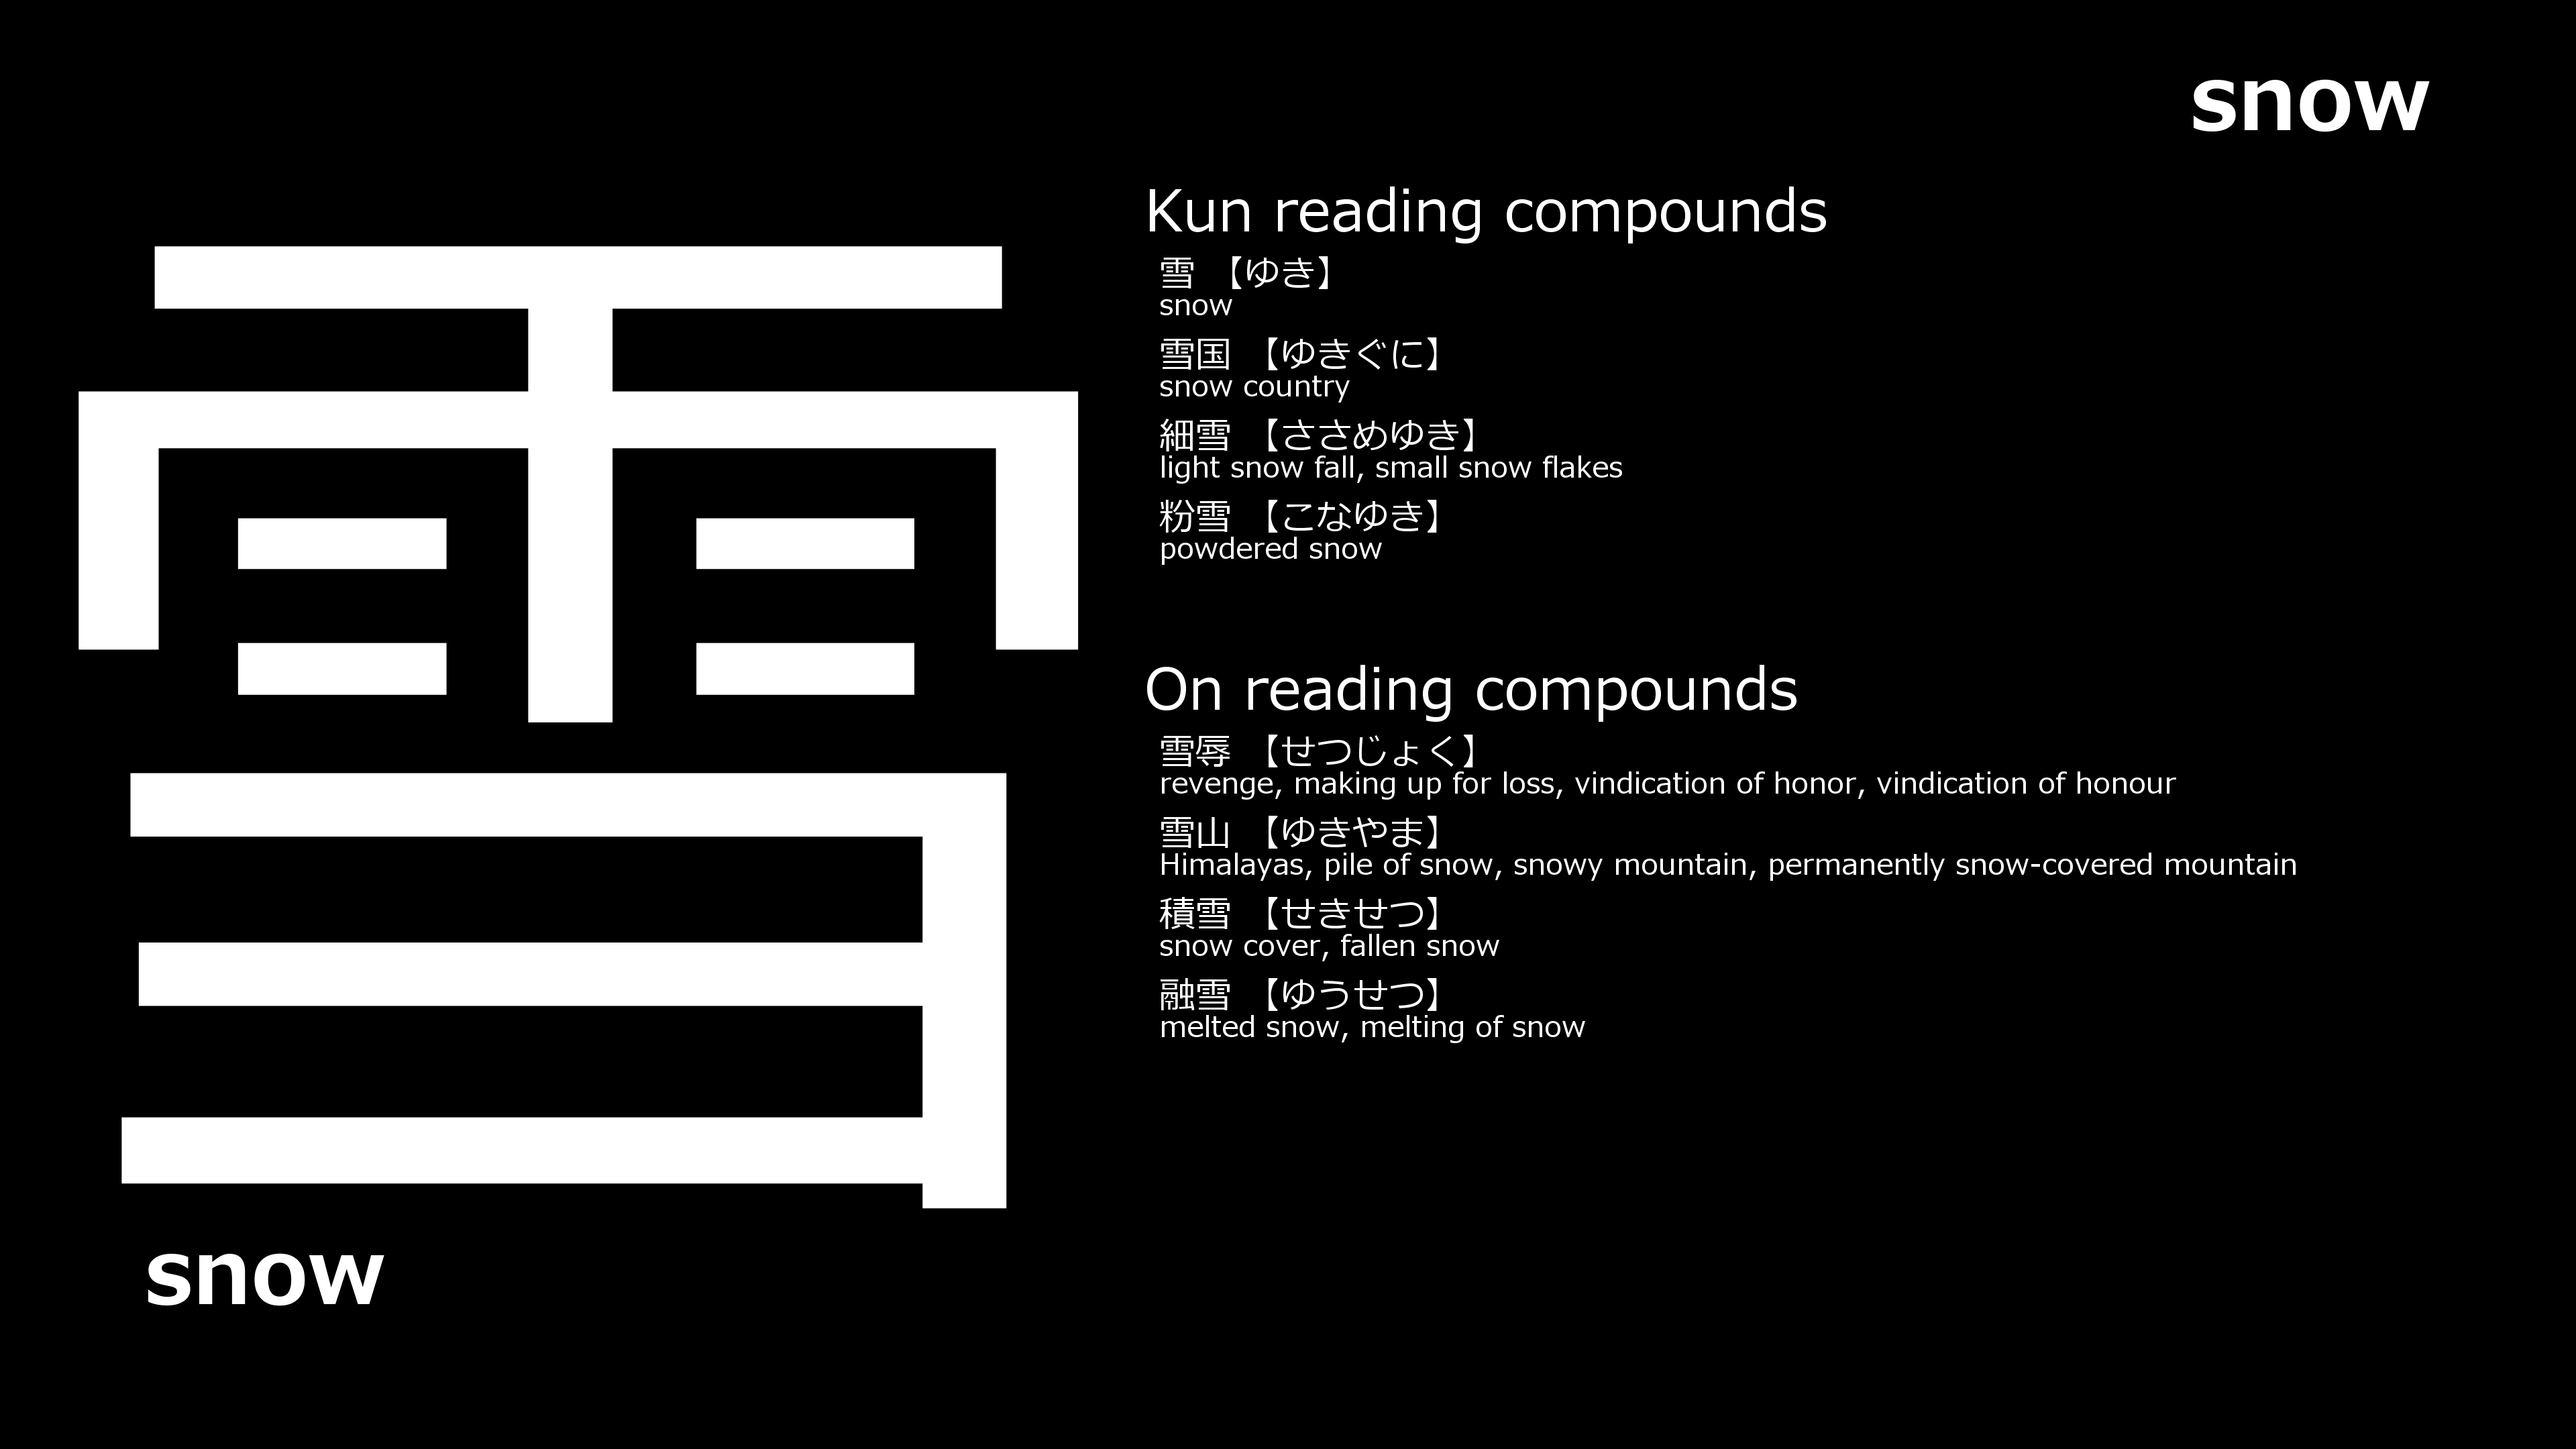 snow
雪
snow
Kun reading compounds
雪 【ゆき】
snow
雪国 【ゆきぐに】
snow country
細雪 【ささめゆき】
light snow fall, small snow flakes
粉雪 【こなゆき】
powdered snow
On reading compounds
雪辱 【せつじょく】
revenge, making up for loss, vindication of honor, vindication of honour
雪山 【ゆきやま】
Himalayas, pile of snow, snowy mountain, permanently snow-covered mountain
積雪 【せきせつ】
snow cover, fallen snow
融雪 【ゆうせつ】
melted snow, melting of snow